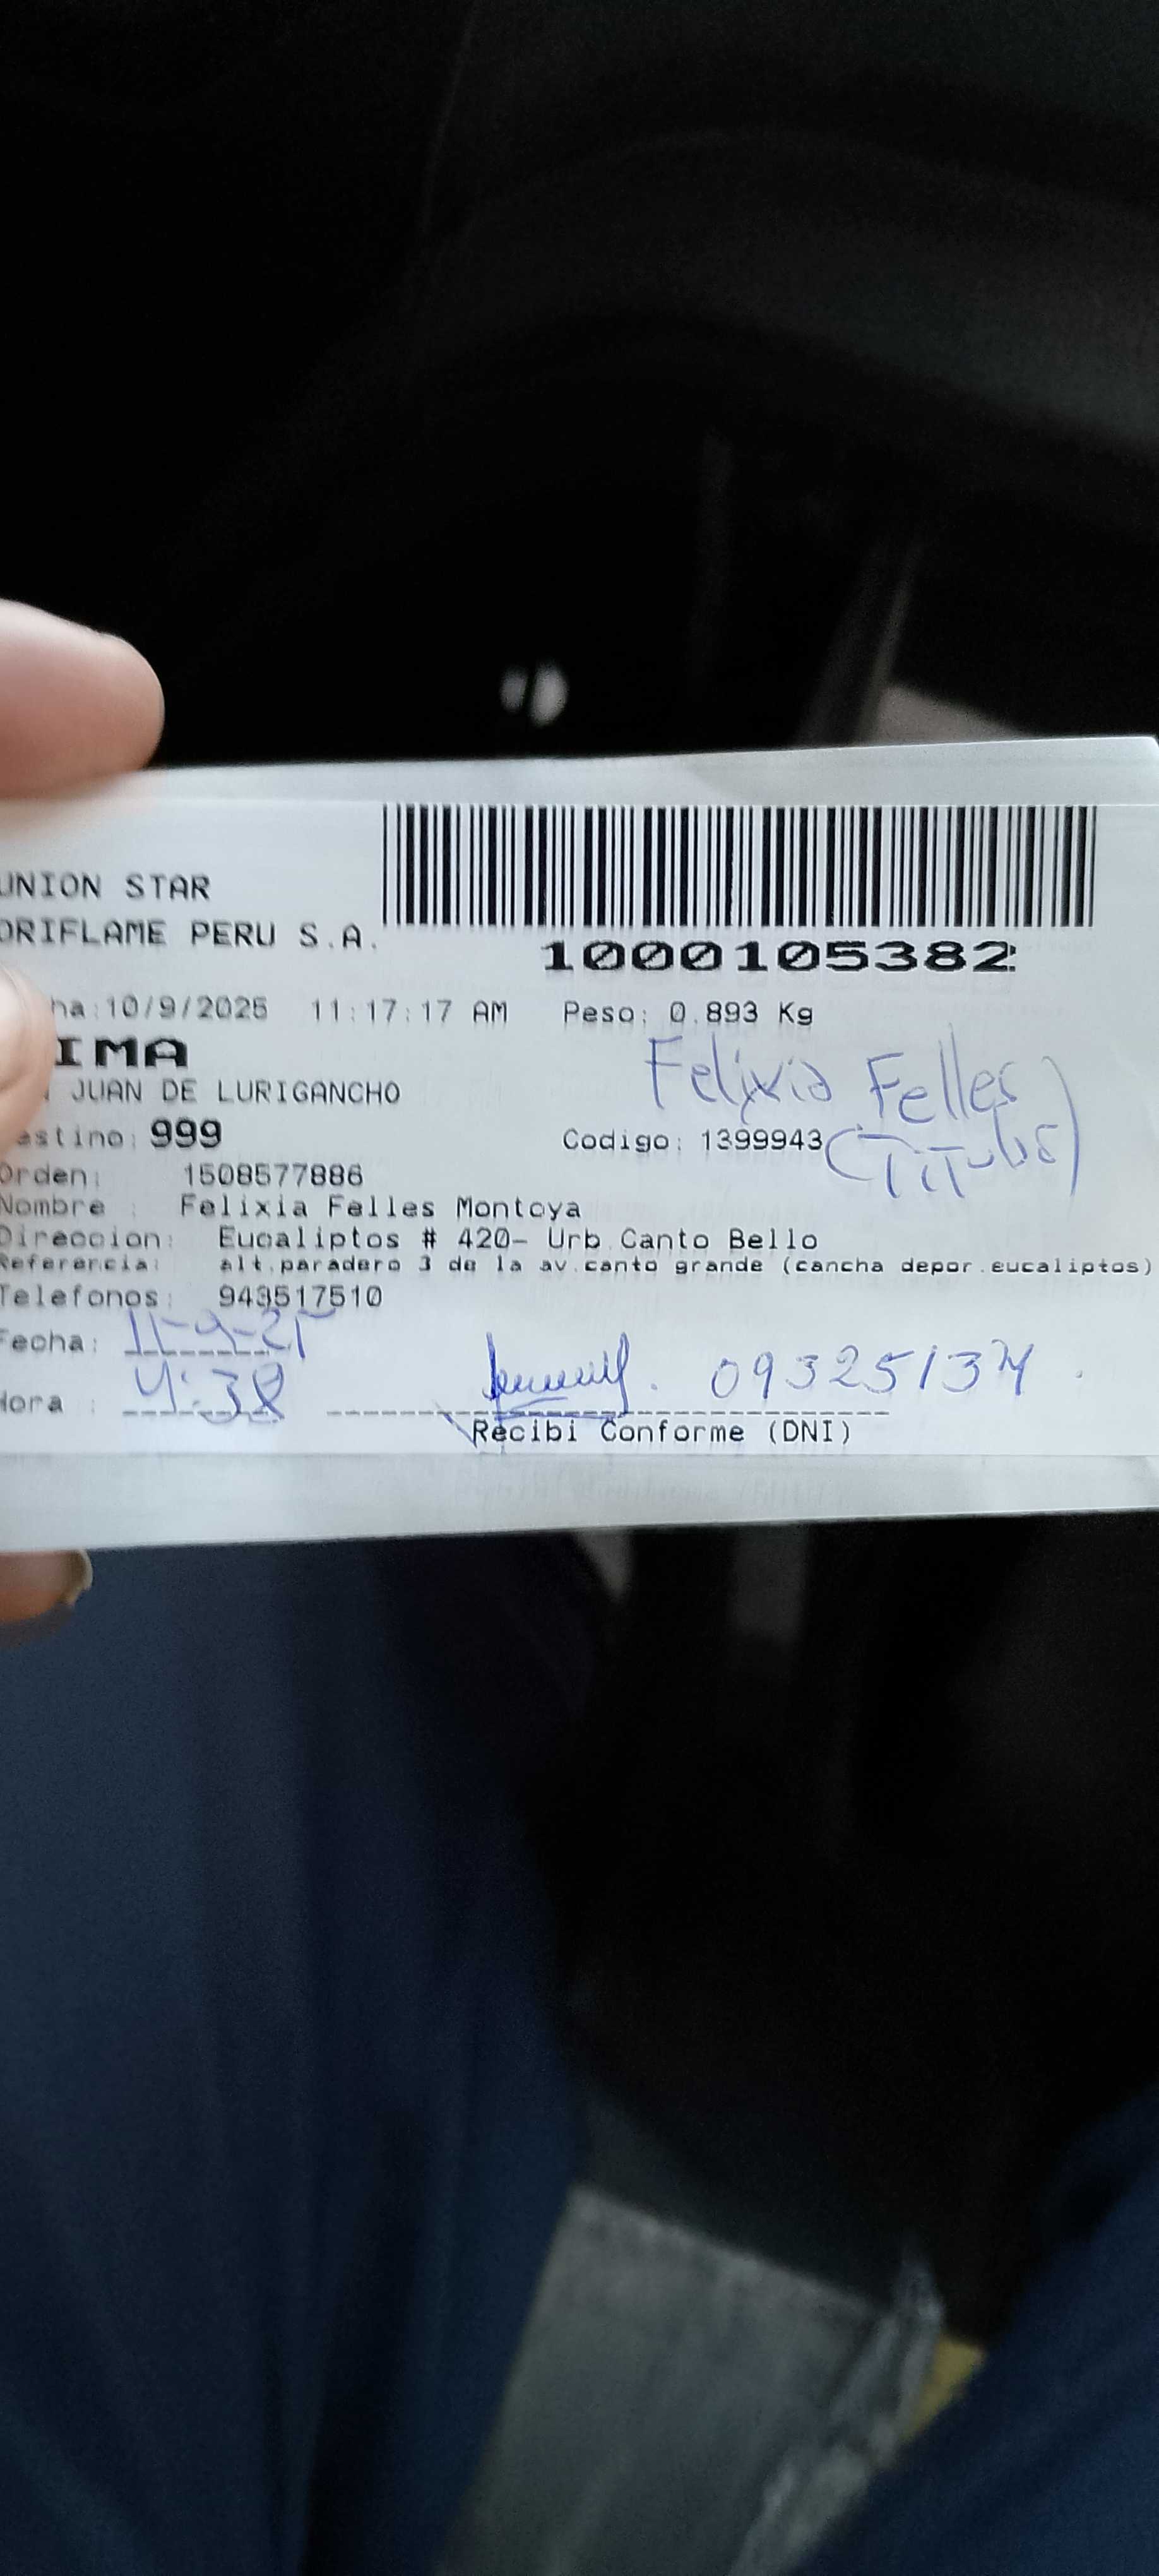 UNION STAR
ORIFLAME PERU S.A.
1000105382
ha:10/9/2025 11:17:17 AM Peso: 0.893 Kg
IMA
JUAN DE LURIGANCHO
Felixia Felles
(Titular)
estino: 999 Codigo: 1399943
Orden: 1508577886
Nombre : Felixia Felles Montoya
Direccion: Eucaliptos # 420- Urb.Canto Bello
Referencia: alt.paradero 3 de la av.canto grande (cancha depor.eucaliptos)
Telefonos: 943517510
Fecha: 11-9-25
Hora : 4:38
09325134
Recibi Conforme (DNI)